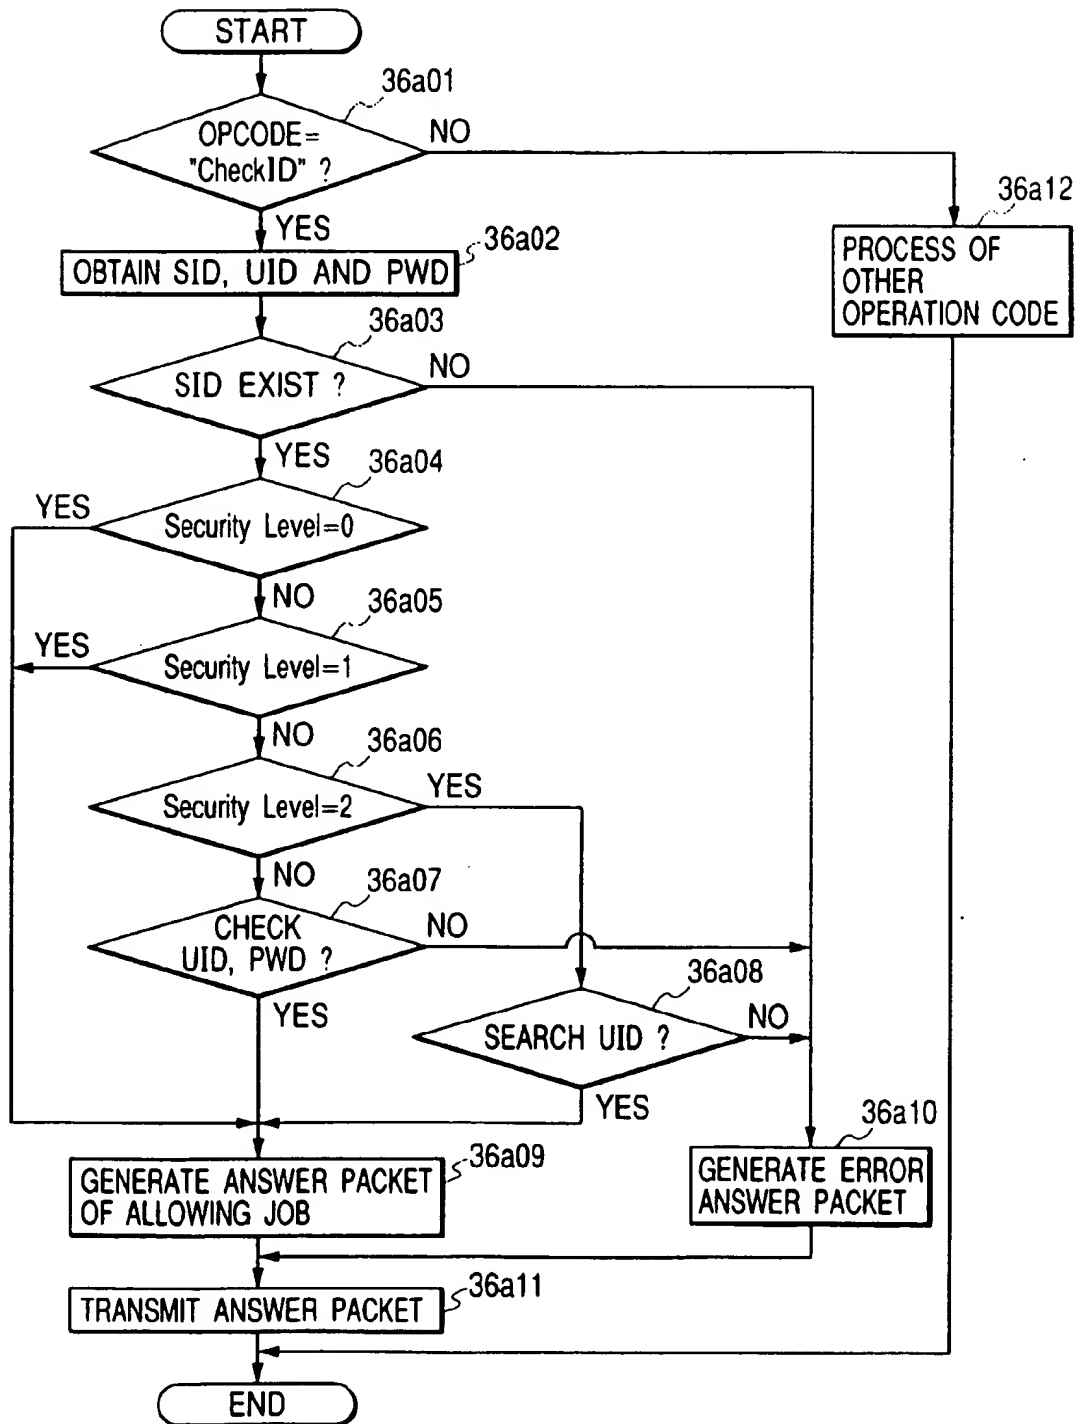 START
36a01
OPCODE=
"CheckID" ?
NO
YES
36a12
PROCESS OF
OTHER
OPERATION CODE
36a02
OBTAIN SID, UID AND PWD
36a03
SID EXIST ?
NO
YES
36a04
YES
Security Level=0
NO
36a05
YES
Security Level=1
NO
36a06
Security Level=2
YES
NO
36a07
CHECK
UID, PWD ?
NO
YES
36a08
SEARCH UID ?
NO
YES
36a09
GENERATE ANSWER PACKET
OF ALLOWING JOB
36a10
GENERATE ERROR
ANSWER PACKET
36a11
TRANSMIT ANSWER PACKET
END